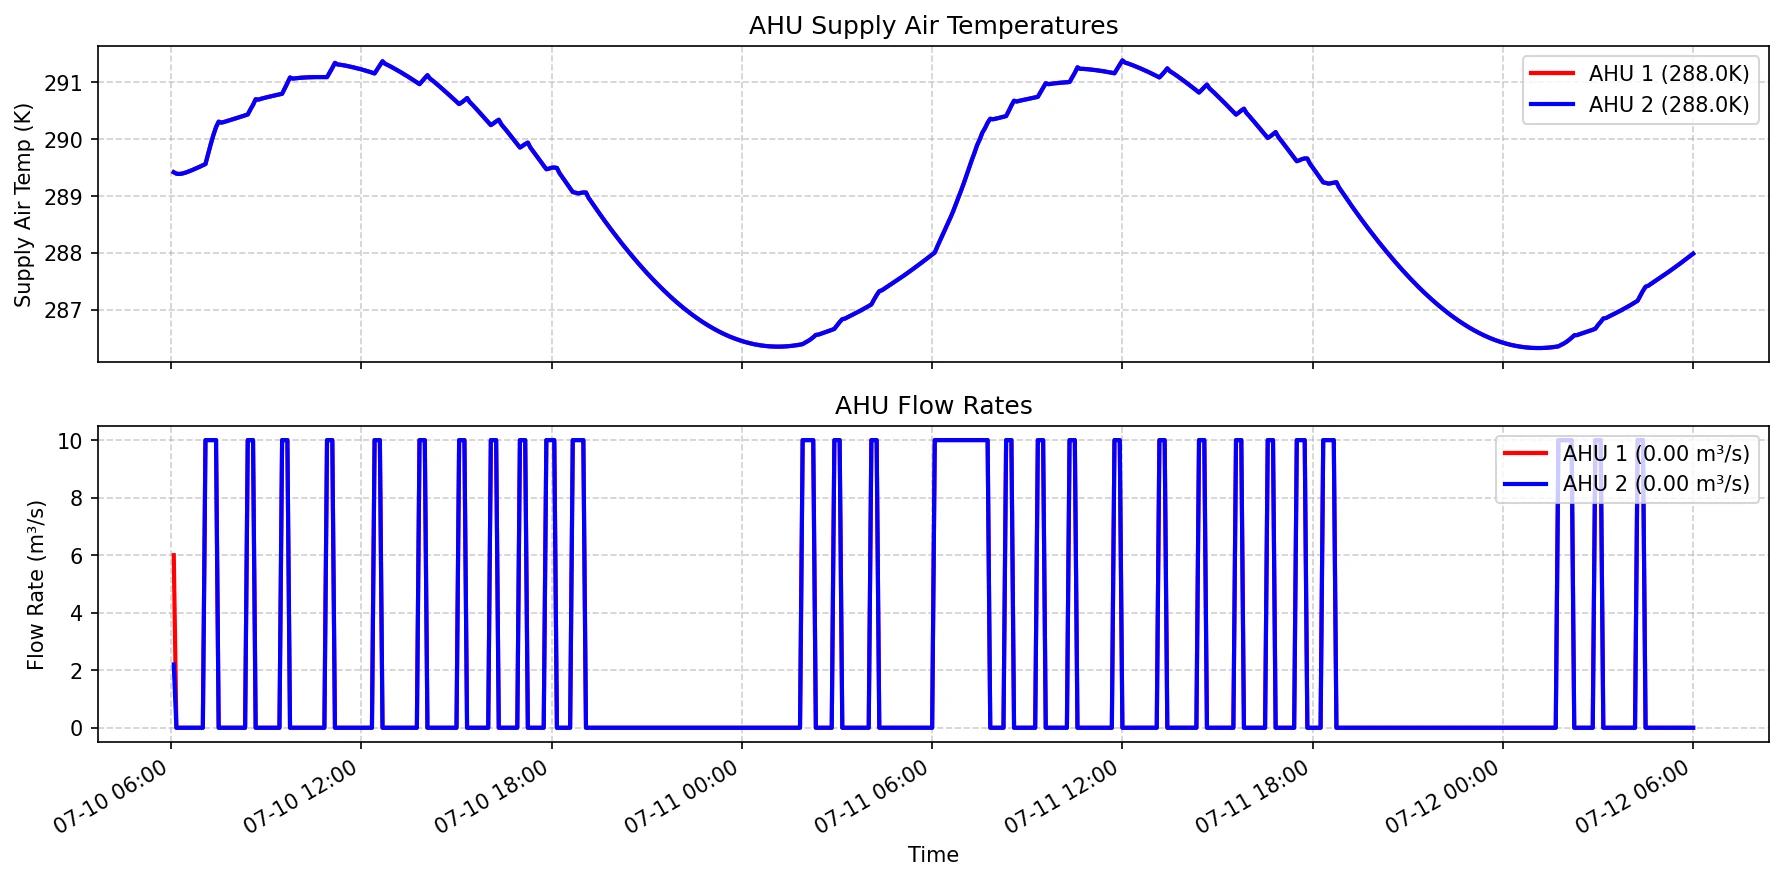 AHU Supply Air Temperatures
Supply Air Temp (K)
291
290
289
288
287
AHU 1 (288.0K)
AHU 2 (288.0K)
AHU Flow Rates
Flow Rate (m³/s)
10
8
6
4
2
0
AHU 1 (0.00 m³/s)
AHU 2 (0.00 m³/s)
07-10 06:00
07-10 12:00
07-10 18:00
07-11 00:00
07-11 06:00
07-11 12:00
07-11 18:00
07-12 00:00
07-12 06:00
Time